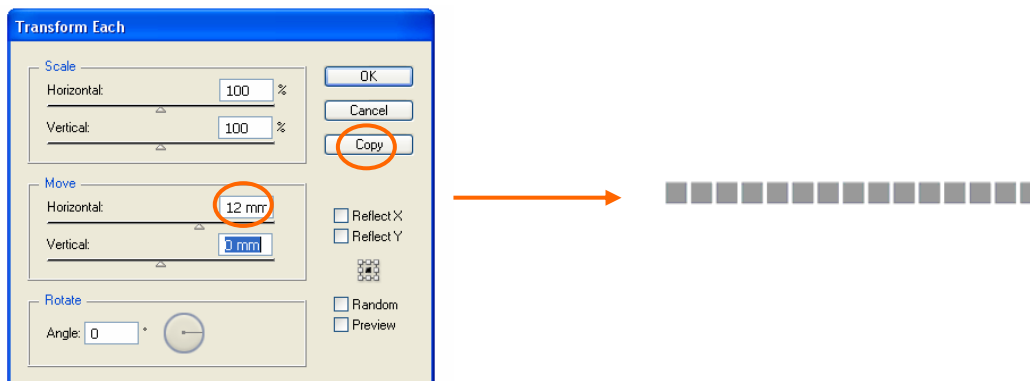 Transform Each
Scale
Horizontal: 100 %
Vertical: 100 %
OK
Cancel
Copy
Move
Horizontal: 12 mm
Vertical: 0 mm
Reflect X
Reflect Y
Rotate
Angle: 0 °
Random
Preview